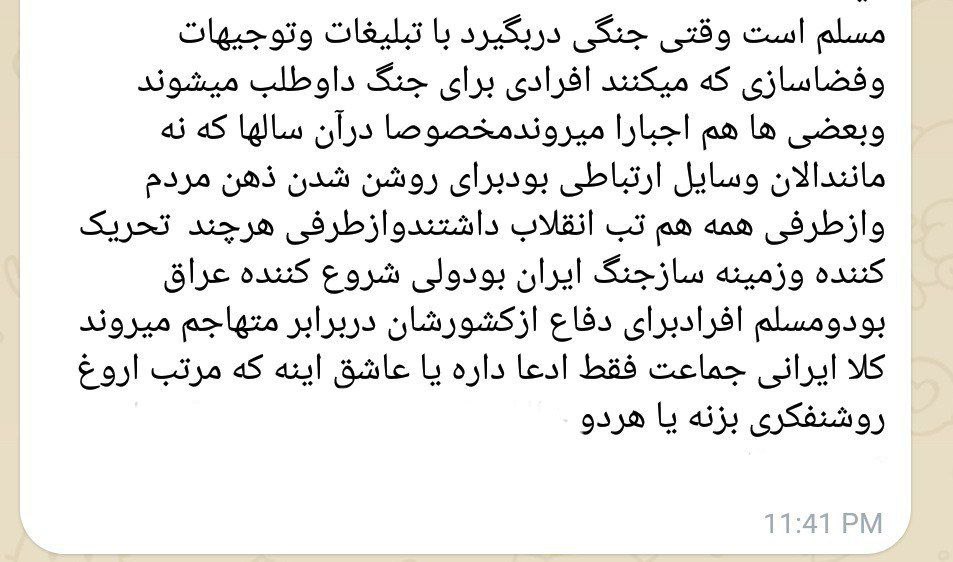 مسلم است وقتی جنگی دربگیرد با تبلیغات وتوجیهات
وفضاسازی که میکنند افرادی برای جنگ داوطلب میشوند
وبعضی ها هم اجبارا میروندمخصوصا درآن سالها که نه
مانندالان وسایل ارتباطی بودبرای روشن شدن ذهن مردم
وازطرفی همه هم تب انقلاب داشتندوازطرفی هرچند تحریک
کننده وزمینه سازجنگ ایران بودولی شروع کننده عراق
بودومسلم افرادبرای دفاع ازکشورشان دربرابر متهاجم میروند
کلا ایرانی جماعت فقط ادعا داره یا عاشق اینه که مرتب اروغ
روشنفکری بزنه یا هردو
11:41 PM